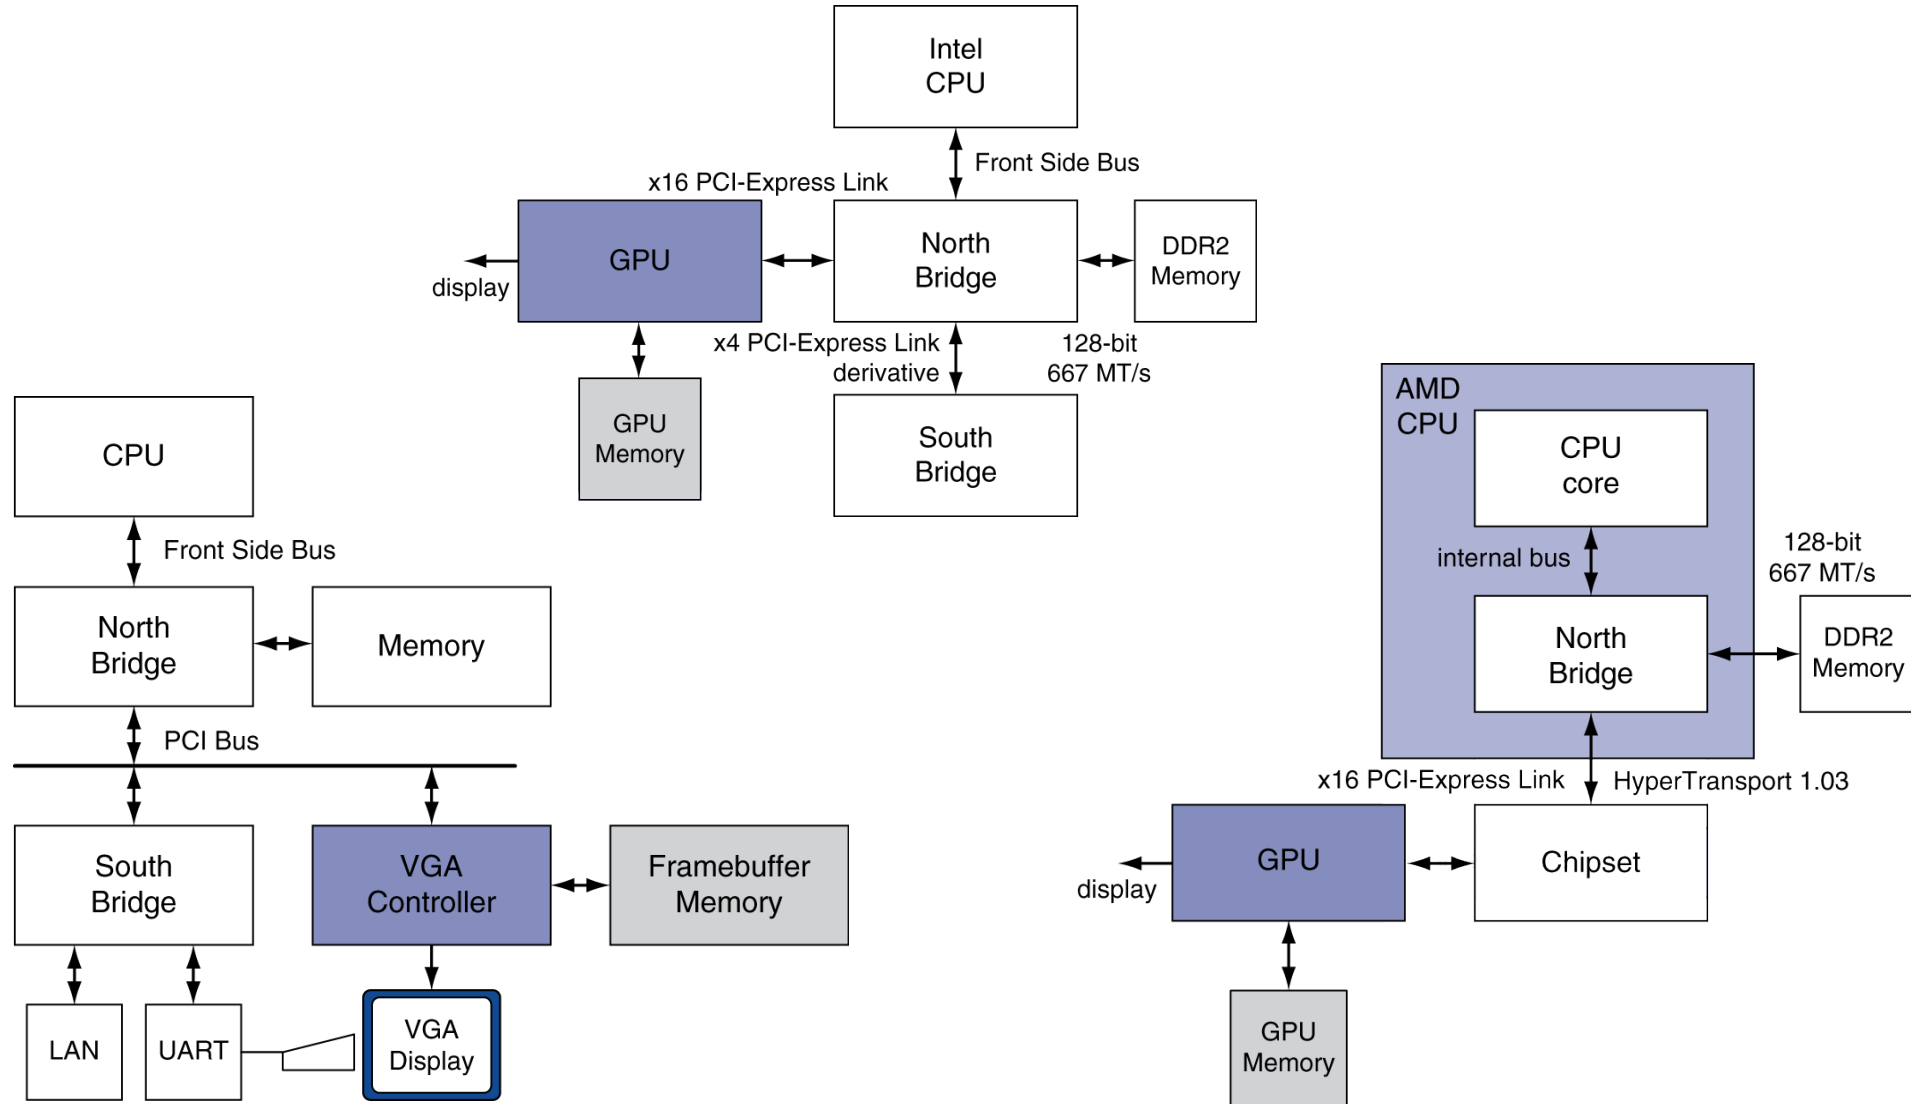 Intel
CPU
Front Side Bus
x16 PCI-Express Link
GPU
North
Bridge
DDR2
Memory
display
x4 PCI-Express Link
derivative
128-bit
667 MT/s
GPU
Memory
South
Bridge
CPU
Front Side Bus
North
Bridge
Memory
PCI Bus
South
Bridge
VGA
Controller
Framebuffer
Memory
LAN
UART
VGA
Display
AMD
CPU
CPU
core
internal bus
128-bit
667 MT/s
North
Bridge
DDR2
Memory
x16 PCI-Express Link
HyperTransport 1.03
GPU
Chipset
display
GPU
Memory